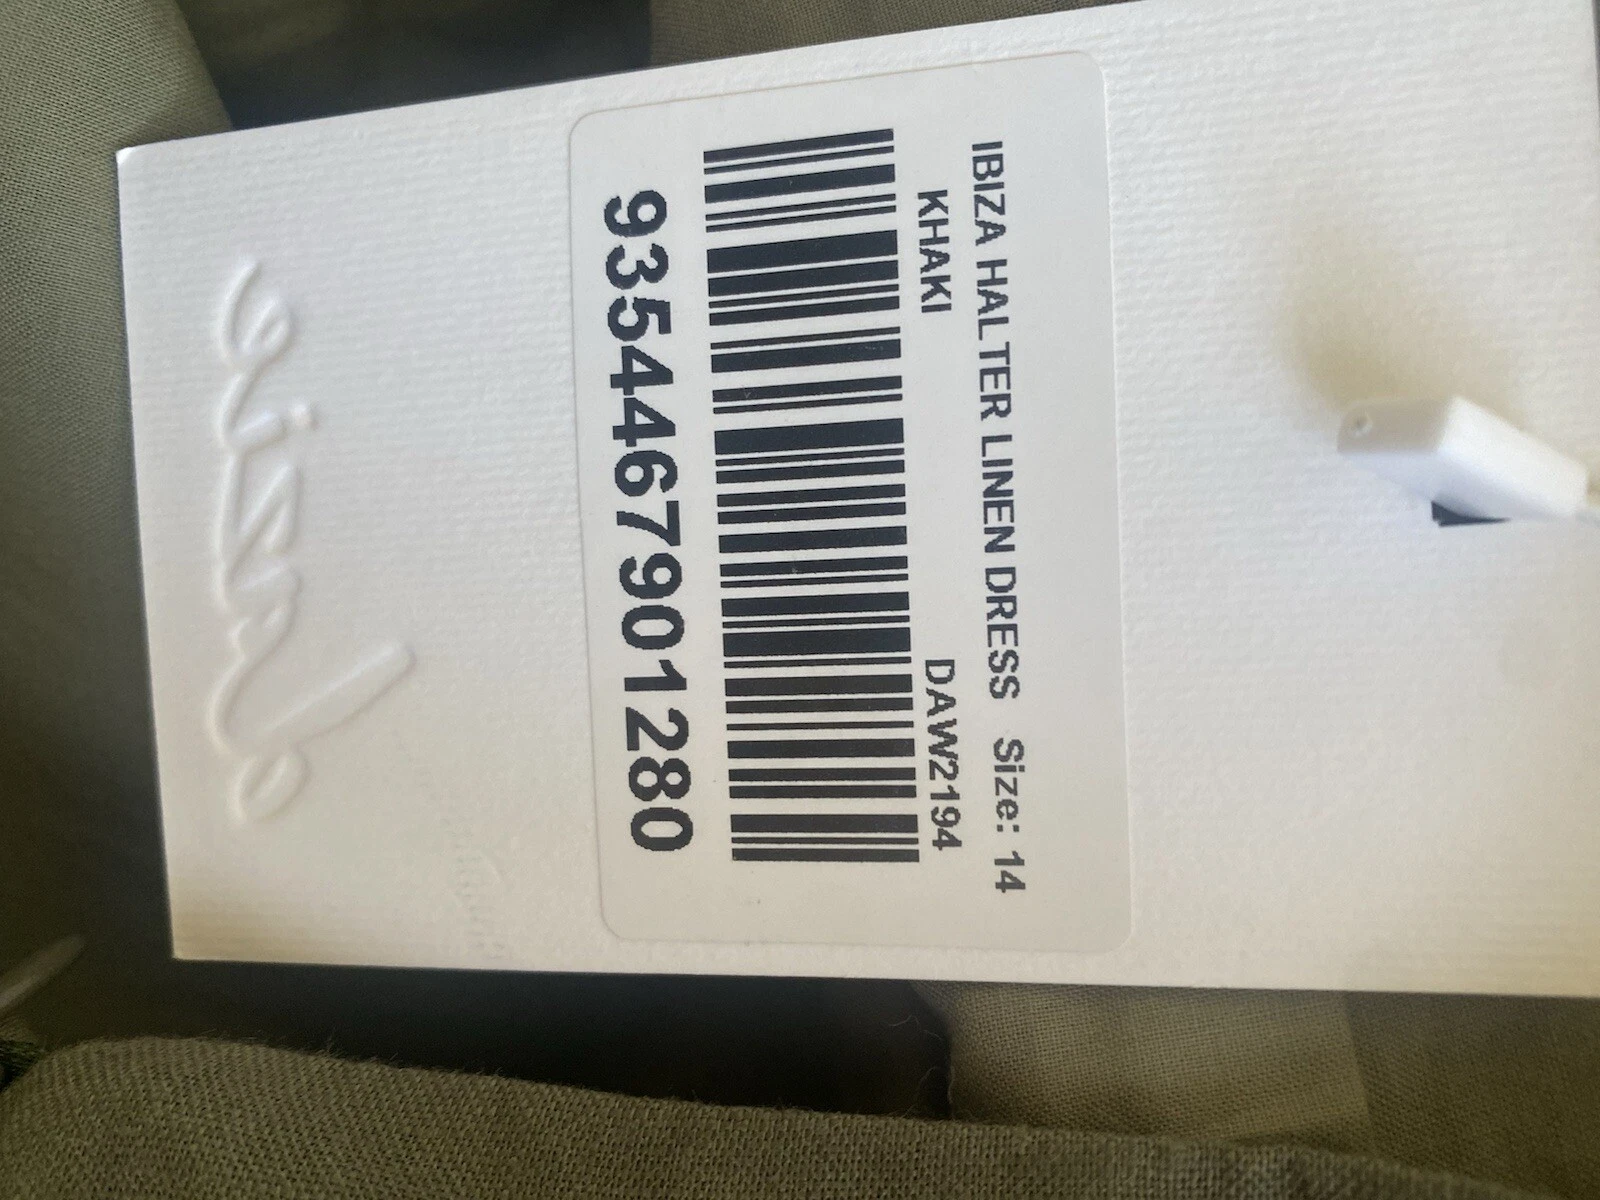 IBIZA HALTER LINEN DRESS Size: 14
KHAKI DAW2194
9354467901280